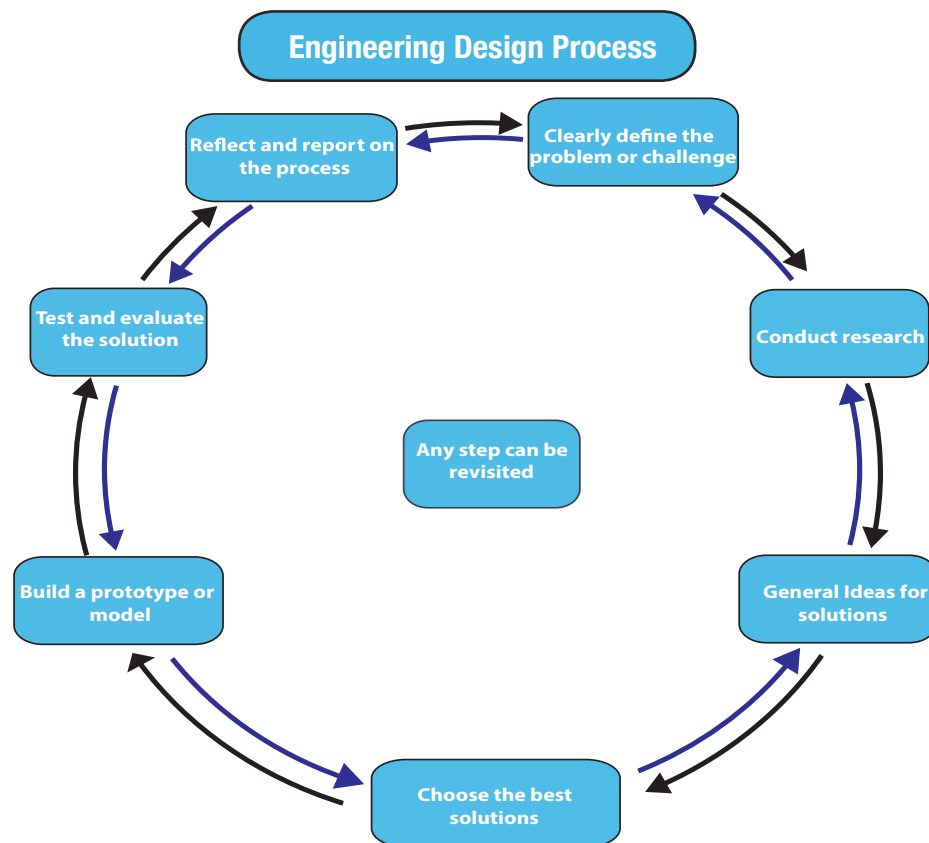 Engineering Design Process
Clearly define the
problem or challenge
Conduct research
General Ideas for
solutions
Choose the best
solutions
Build a prototype or
model
Test and evaluate
the solution
Reflect and report on
the process
Any step can be
revisited